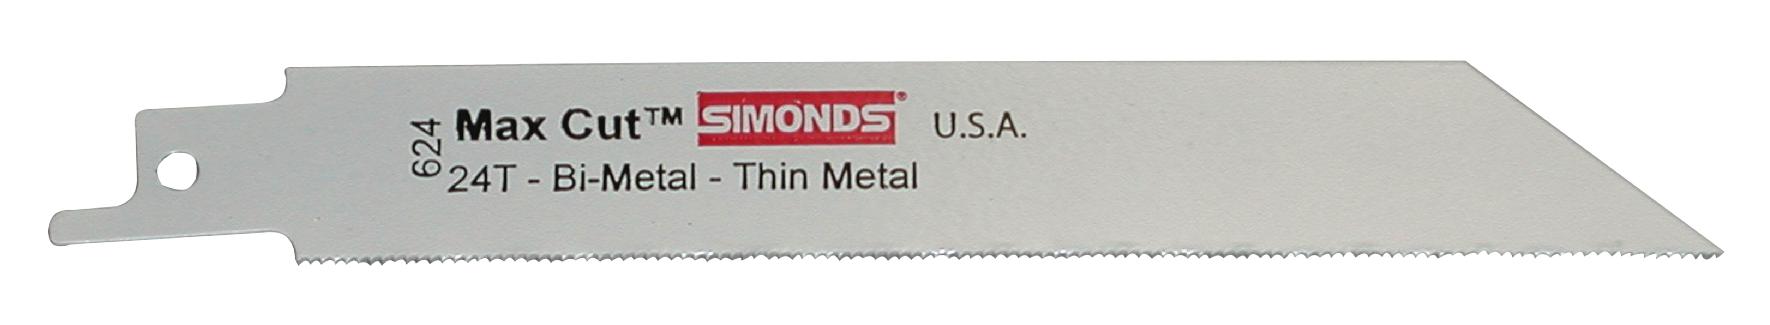 624
Max Cut™ SIMONDS® U.S.A.
24T - Bi-Metal - Thin Metal